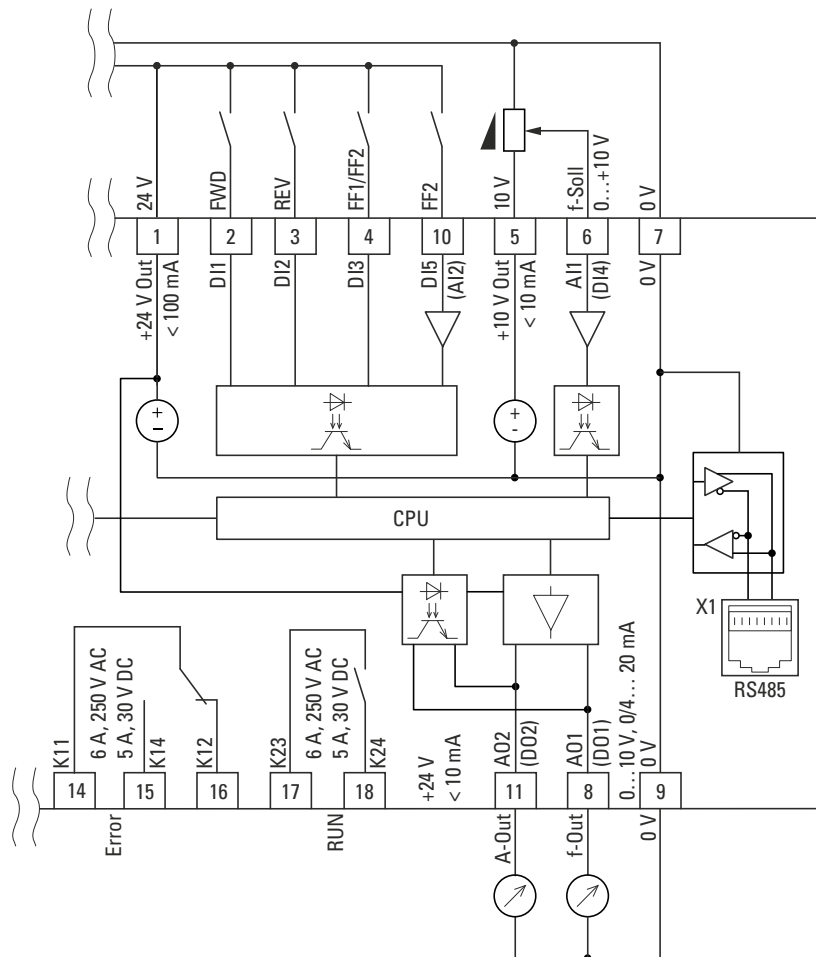 24 V
FWD
REV
FF1/FF2
FF2
10 V
f-Soll
0...+10 V
0 V
1
2
3
4
10
5
6
7
+24 V Out
< 100 mA
DI1
DI2
DI3
DI5
(AI2)
+10 V Out
< 10 mA
AI1
(DI4)
0 V
+
–
+
-
CPU
X1
RS485
K11
6 A, 250 V AC
5 A, 30 V DC
K14
K12
K23
6 A, 250 V AC
5 A, 30 V DC
K24
+24 V
< 10 mA
AO2
(DO2)
AO1
(DO1)
0...10 V, 0/4... 20 mA
0 V
14
15
16
17
18
11
8
9
Error
RUN
A-Out
f-Out
0 V